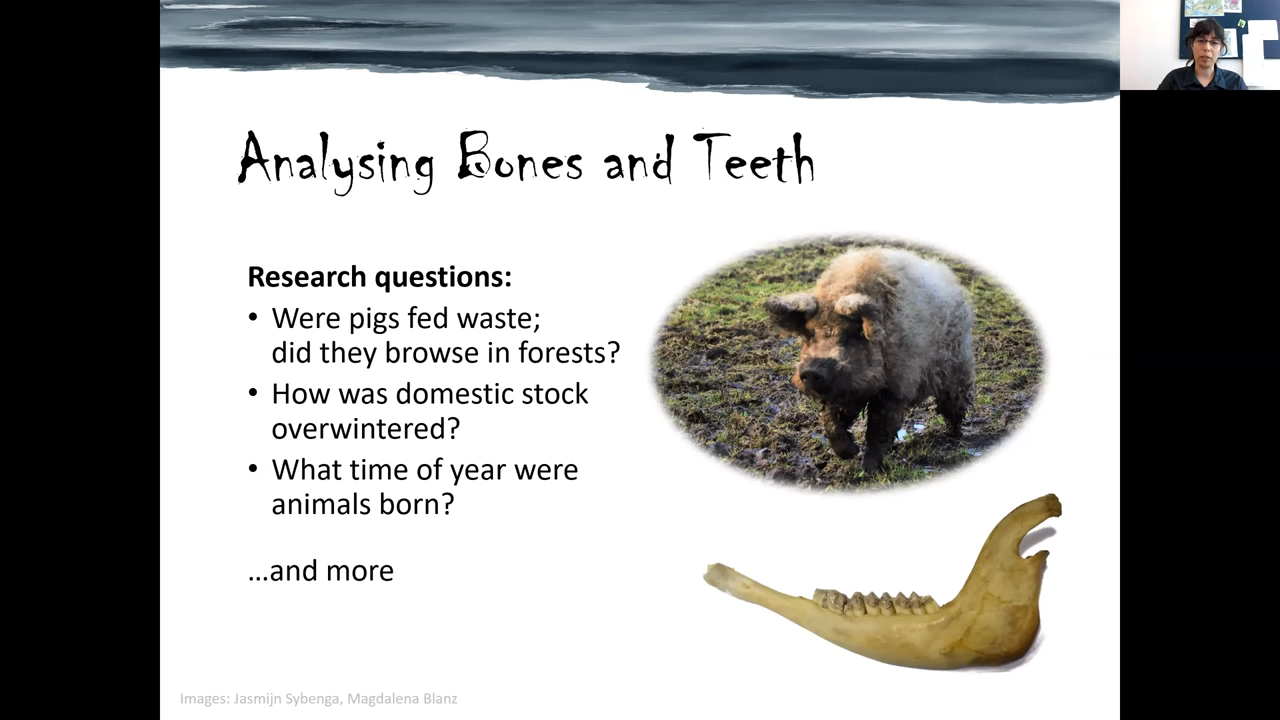 Analysing Bones and Teeth
Research questions:
• Were pigs fed waste;
did they browse in forests?
• How was domestic stock
overwintered?
• What time of year were
animals born?
...and more
Images: Jasmijn Sybenga, Magdalena Blanz